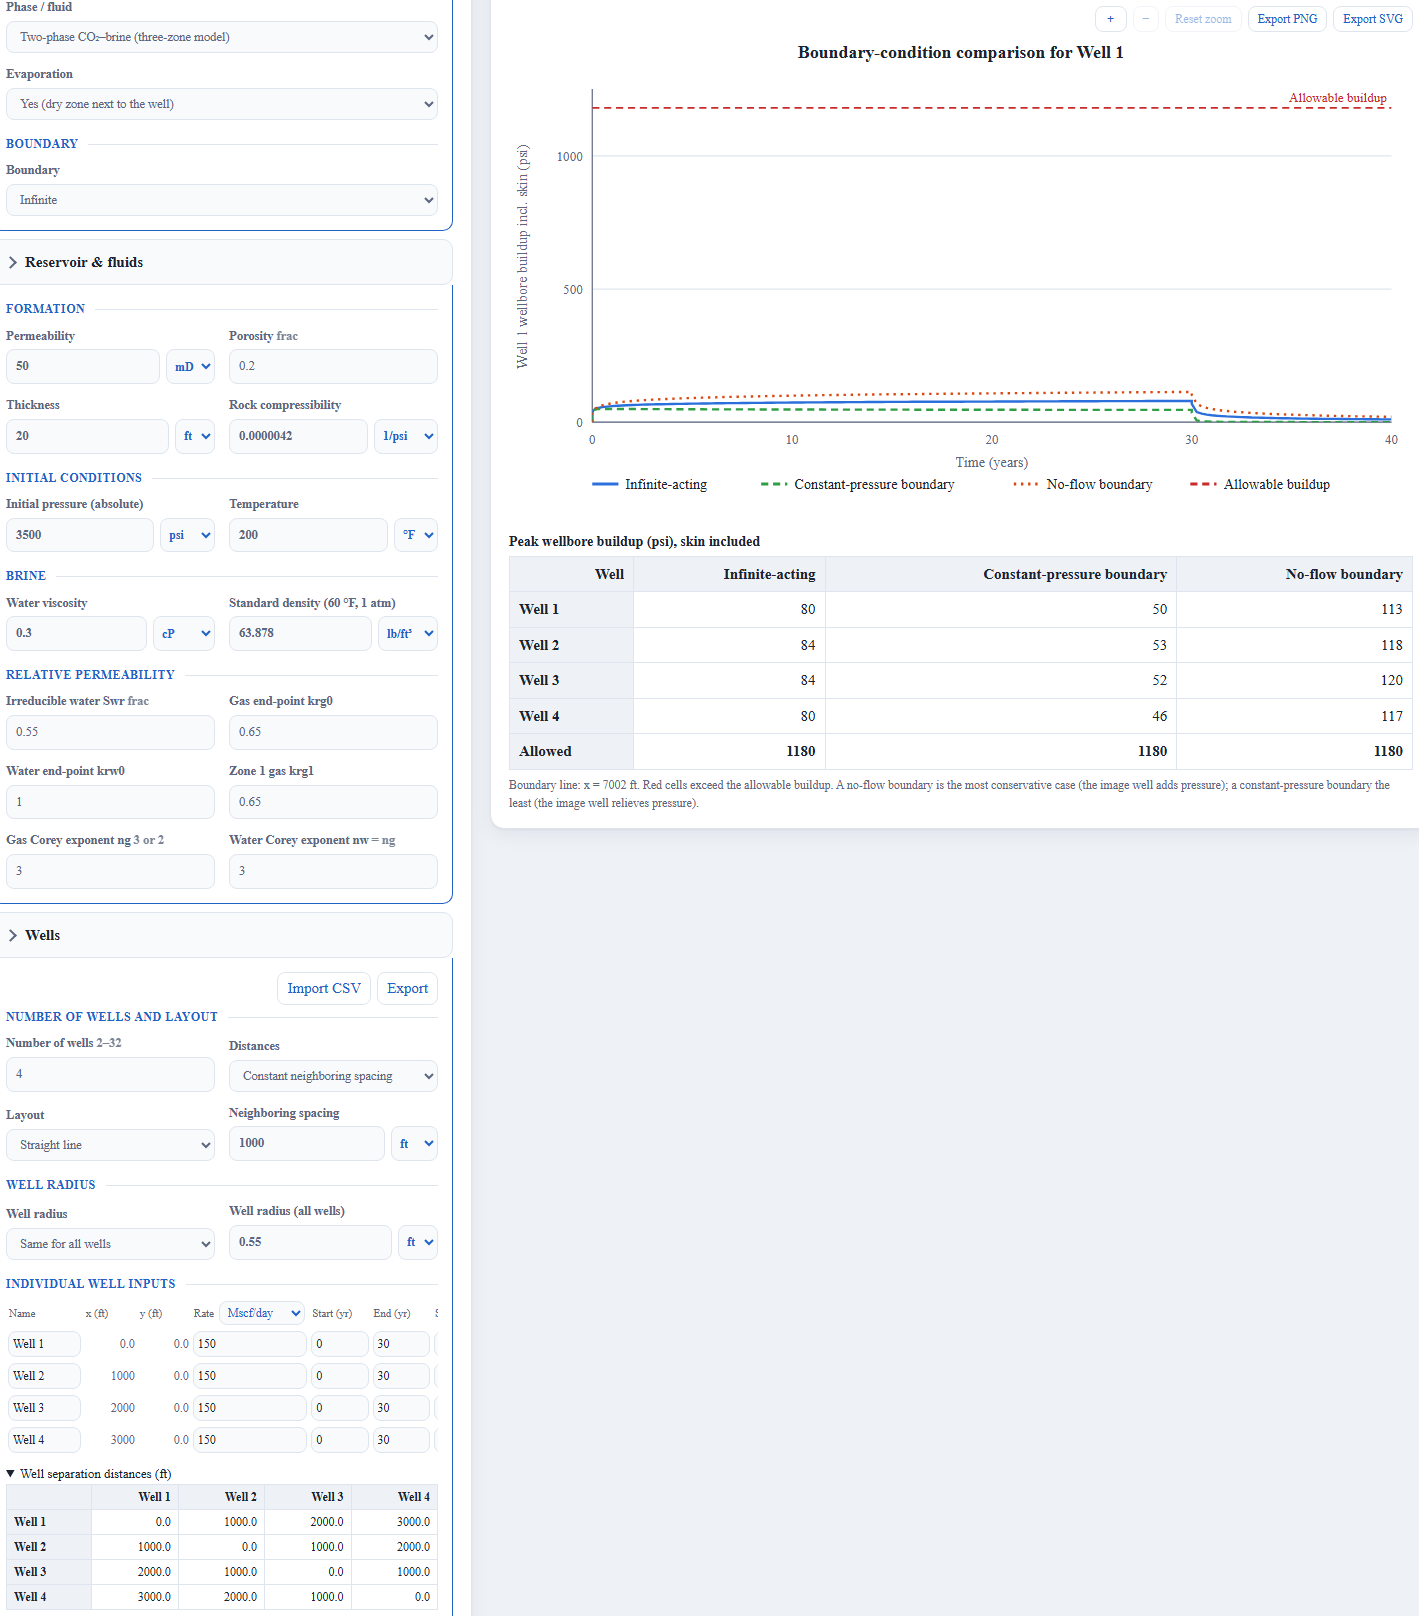 Phase / fluid
Two-phase CO₂–brine (three-zone model)
Evaporation
Yes (dry zone next to the well)
BOUNDARY
Boundary
Infinite
Reservoir & fluids
FORMATION
Permeability Porosity frac
50 mD 0.2
Thickness Rock compressibility
20 ft 0.0000042 1/psi
INITIAL CONDITIONS
Initial pressure (absolute) Temperature
3500 psi 200 °F
BRINE
Water viscosity Standard density (60 °F, 1 atm)
0.3 cP 63.878 lb/ft³
RELATIVE PERMEABILITY
Irreducible water Swr frac Gas end-point krg0
0.55 0.65
Water end-point krw0 Zone 1 gas krg1
1 0.65
Gas Corey exponent ng 3 or 2 Water Corey exponent nw = ng
3 3
Wells
Import CSV Export
NUMBER OF WELLS AND LAYOUT
Number of wells 2–32 Distances
4 Constant neighboring spacing
Layout Neighboring spacing
Straight line 1000 ft
WELL RADIUS
Well radius Well radius (all wells)
Same for all wells 0.55 ft
INDIVIDUAL WELL INPUTS
Name x (ft) y (ft) Rate Mscf/day Start (yr) End (yr)
Well 1 0.0 0.0 150 0 30
Well 2 1000 0.0 150 0 30
Well 3 2000 0.0 150 0 30
Well 4 3000 0.0 150 0 30
▼ Well separation distances (ft)
Well 1 Well 2 Well 3 Well 4
Well 1 0.0 1000.0 2000.0 3000.0
Well 2 1000.0 0.0 1000.0 2000.0
Well 3 2000.0 1000.0 0.0 1000.0
Well 4 3000.0 2000.0 1000.0 0.0
+ − Reset zoom Export PNG Export SVG
Boundary-condition comparison for Well 1
Allowable buildup
Well 1 wellbore buildup incl. skin (psi)
1000
500
0
0 10 20 30 40
Time (years)
Infinite-acting Constant-pressure boundary No-flow boundary Allowable buildup
Peak wellbore buildup (psi), skin included
Well Infinite-acting Constant-pressure boundary No-flow boundary
Well 1 80 50 113
Well 2 84 53 118
Well 3 84 52 120
Well 4 80 46 117
Allowed 1180 1180 1180
Boundary line: x = 7002 ft. Red cells exceed the allowable buildup. A no-flow boundary is the most conservative case (the image well adds pressure); a constant-pressure boundary the
least (the image well relieves pressure).